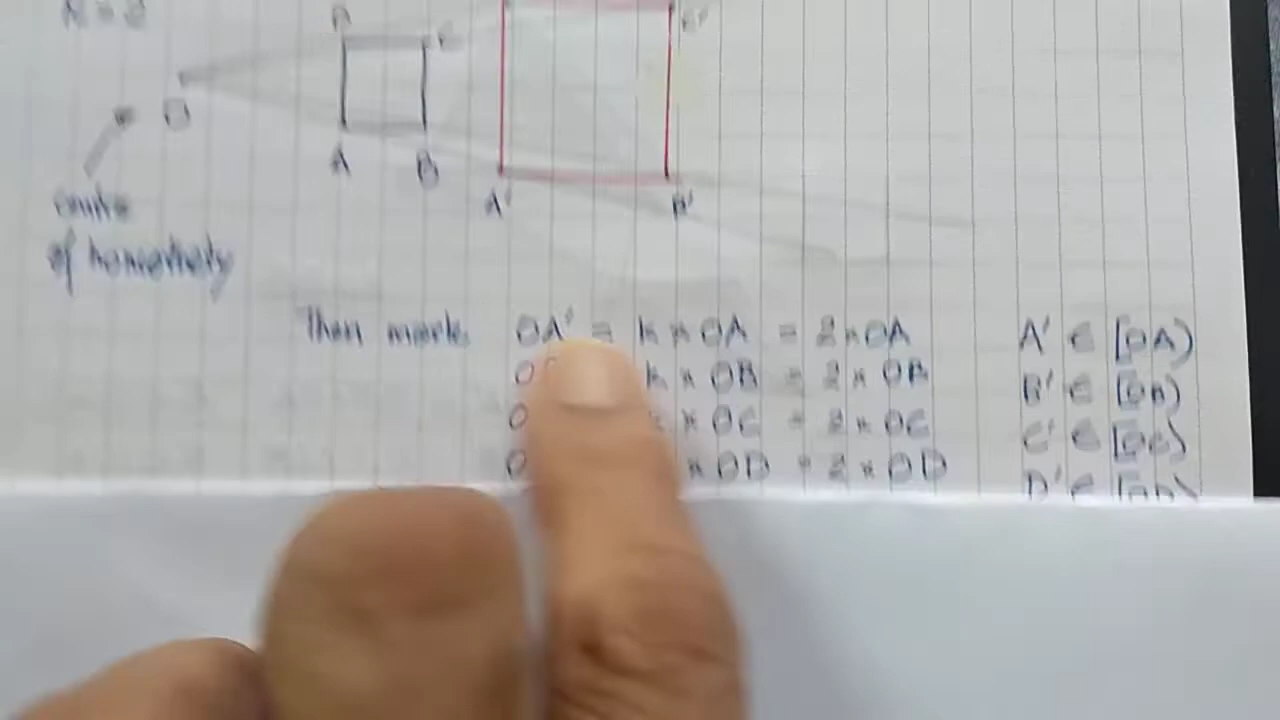 K = 2
D C C'
O
A B
A' B'
centre
of homothety
Then mark OA' = k × OA = 2 × OA A' ∈ [OA)
k × OB = 2 × OB B' ∈ [OB)
× OC = 2 × OC C' ∈ [OC)
× OD = 2 × OD D' ∈ [OD)